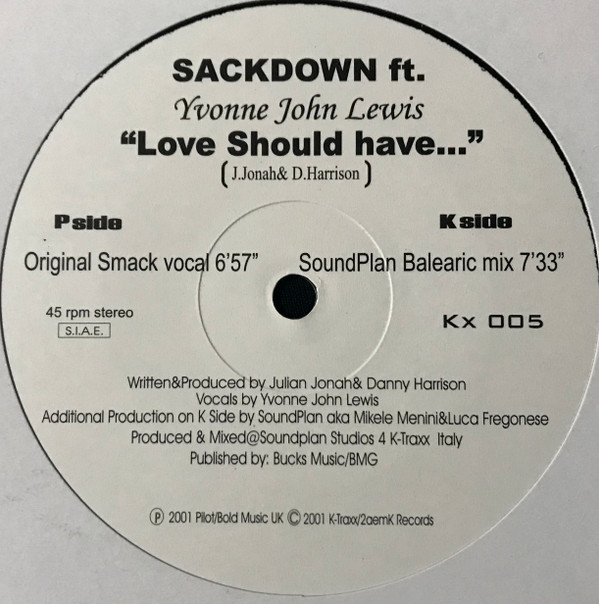 SACKDOWN ft.
Yvonne John Lewis
“Love Should have...”
( J.Jonah& D.Harrison )
P side K side
Original Smack vocal 6’57” SoundPlan Balearic mix 7’33”
45 rpm stereo
S.I.A.E. Kx 005
Written&Produced by Julian Jonah& Danny Harrison
Vocals by Yvonne John Lewis
Additional Production on K Side by SoundPlan aka Mikele Menini&Luca Fregonese
Produced & Mixed@Soundplan Studios 4 K-Traxx Italy
Published by: Bucks Music/BMG
Ⓟ 2001 Pilot/Bold Music UK © 2001 K-Traxx/2aemK Records